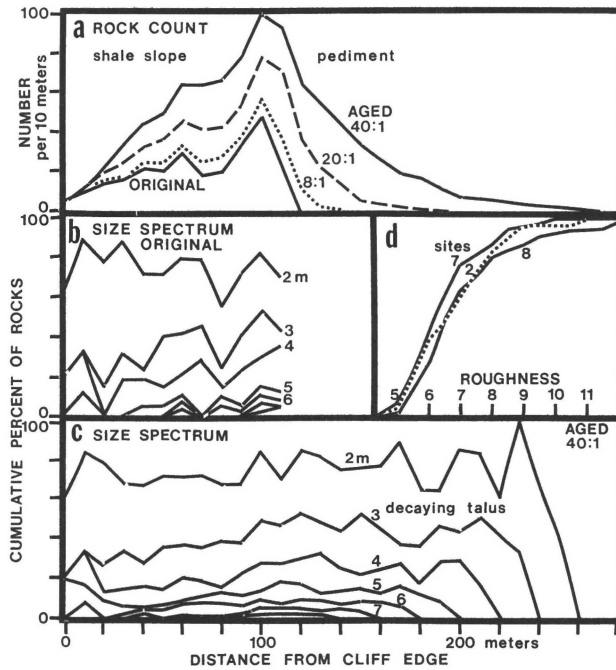 100
a ROCK COUNT
shale slope
pediment
NUMBER
per 10 meters
AGED
40:1
20:1
8:1
ORIGINAL
0
100
b SIZE SPECTRUM
ORIGINAL
2 m
3
4
5
6
0
d
sites
7
2
8
ROUGHNESS
5 6 7 8 9 10 11
CUMULATIVE PERCENT OF ROCKS
100
c SIZE SPECTRUM
AGED
40:1
2m
decaying talus
3
4
5
6
7
0
0 100 200 meters
DISTANCE FROM CLIFF EDGE